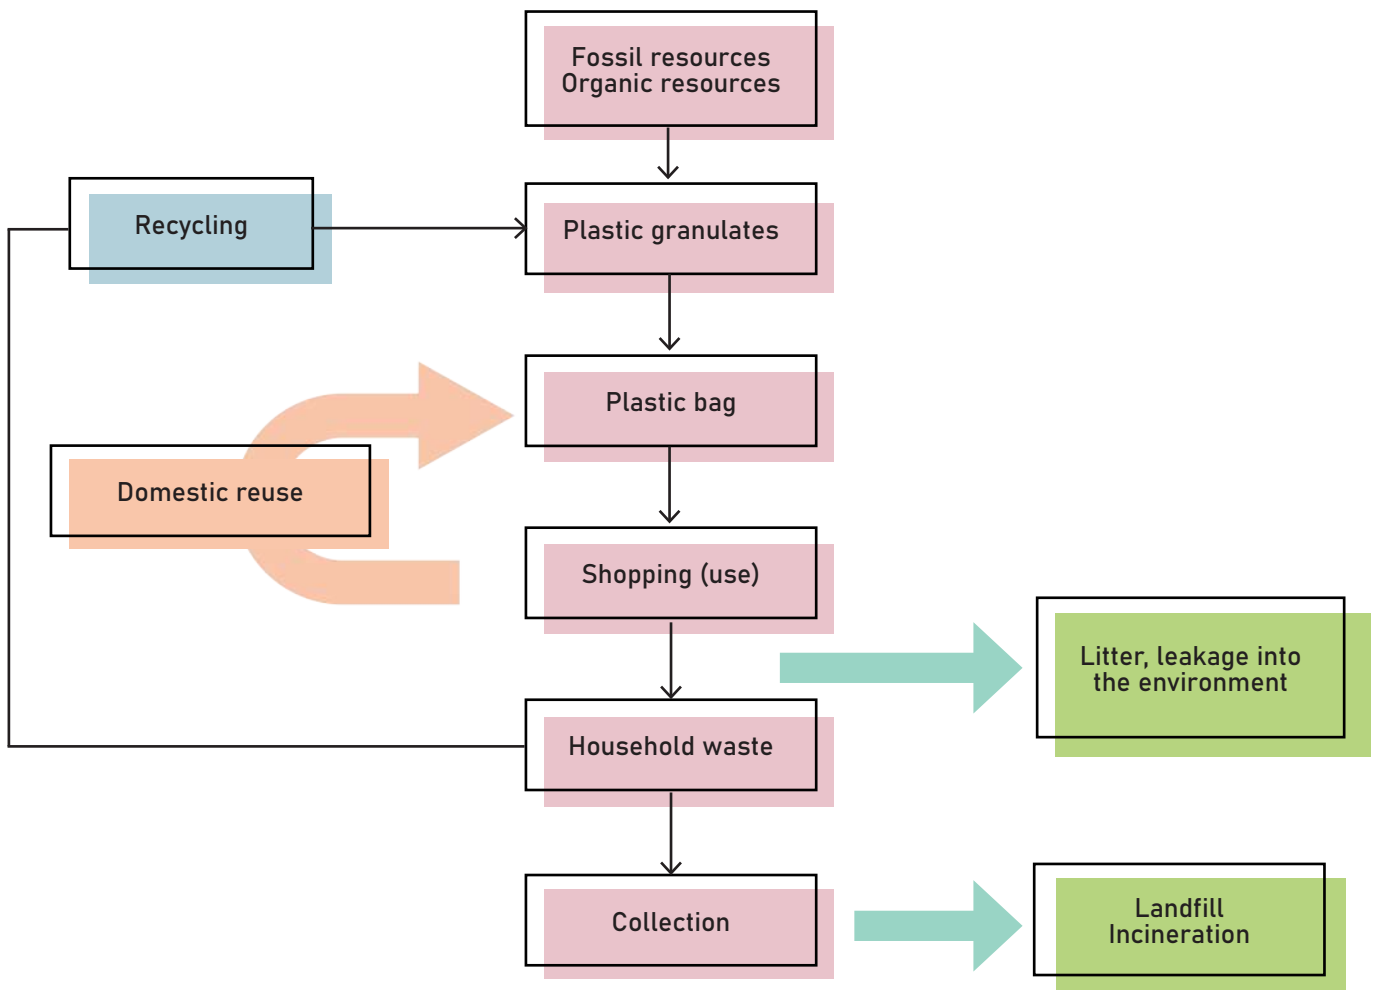 Fossil resources
Organic resources
Recycling
Plastic granulates
Plastic bag
Domestic reuse
Shopping (use)
Litter, leakage into
the environment
Household waste
Collection
Landfill
Incineration